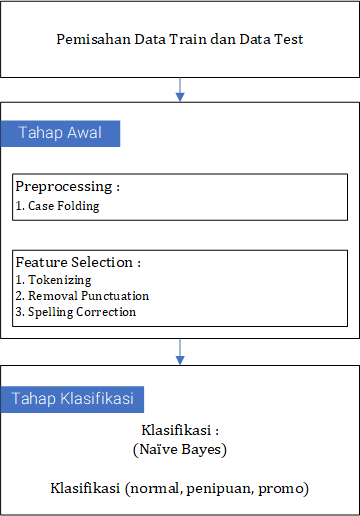 Pemisahan Data Train dan Data Test
Tahap Awal
Preprocessing :
1. Case Folding
Feature Selection :
1. Tokenizing
2. Removal Punctuation
3. Spelling Correction
Tahap Klasifikasi
Klasifikasi :
(Naïve Bayes)
Klasifikasi (normal, penipuan, promo)